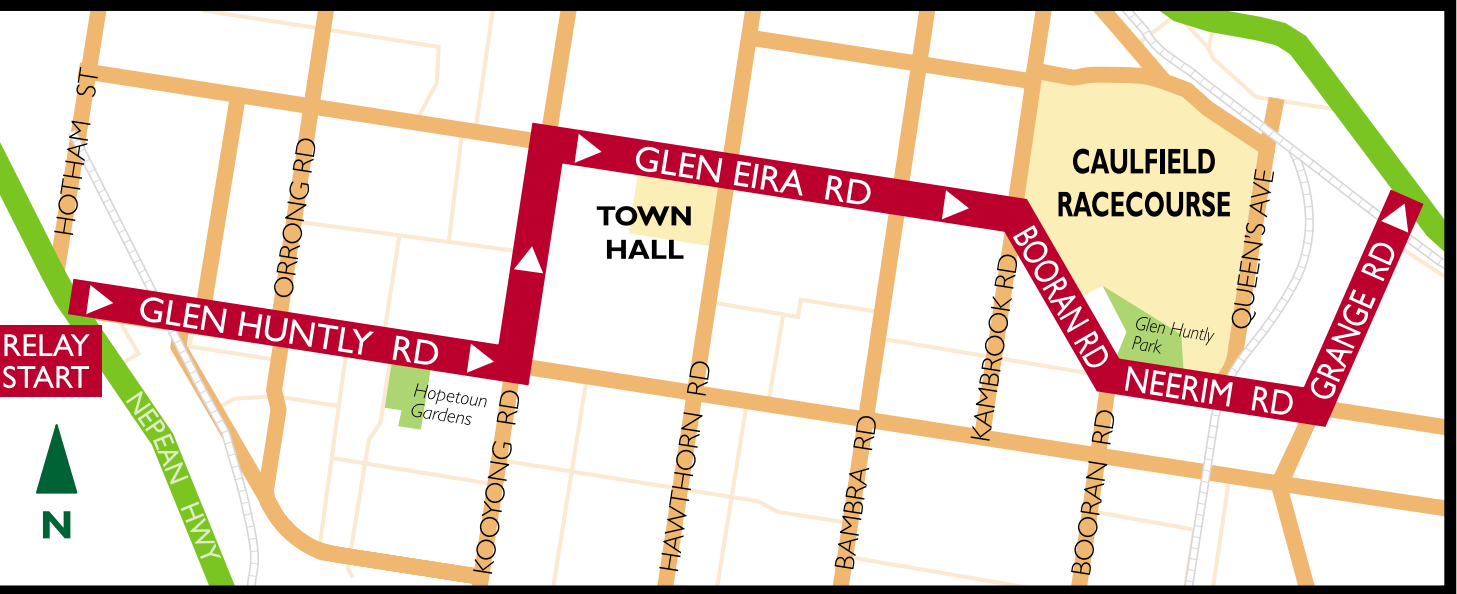 HOTHAM ST
ORRONG RD
GLEN EIRA RD
TOWN
HALL
CAULFIELD
RACECOURSE
QUEEN'S AVE
GLEN HUNTLY RD
RELAY
START
Hopetoun
Gardens
KAMBROOK RD
BOORAN RD
Glen Huntly
Park
NEERIM RD
GRANGE RD
NEPEAN HWY
N
KOOYONG RD
HAWTHORN RD
BAMBRA RD
BOORAN RD